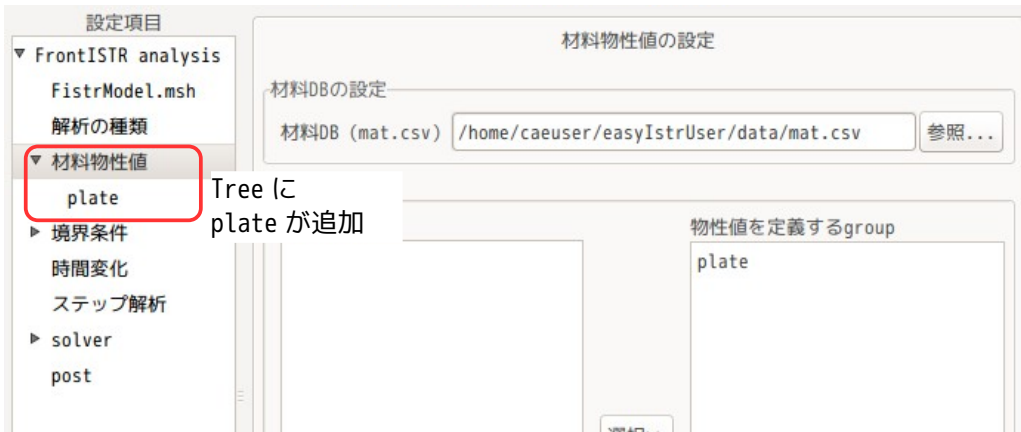 設定項目
▼ FrontISTR analysis
FistrModel.msh
解析の種類
▼ 材料物性値
plate
▶ 境界条件
時間変化
ステップ解析
▶ solver
post
Tree に
plate が追加
材料物性値の設定
材料DBの設定
材料DB (mat.csv) /home/caeuser/easyIstrUser/data/mat.csv 参照...
物性値を定義するgroup
plate